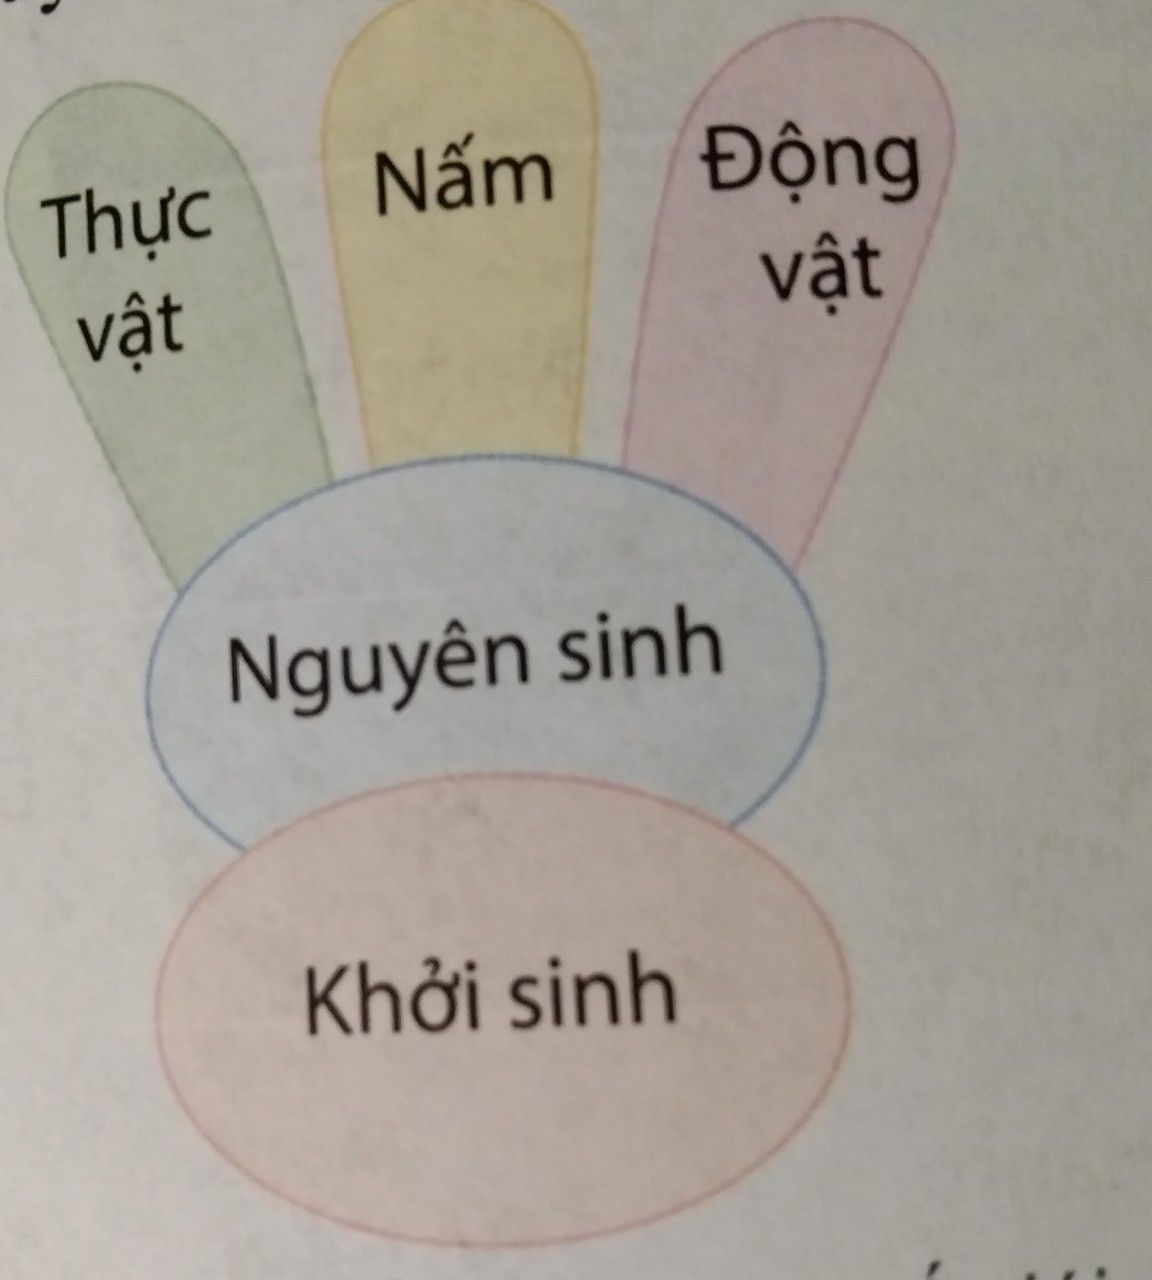 Thực
vật
Nấm
Động
vật
Nguyên sinh
Khởi sinh